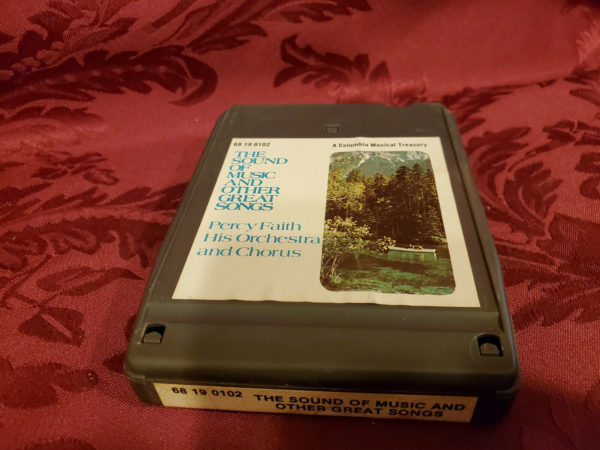 68 19 0102
A Columbia Musical Treasury
THE
SOUND
OF
MUSIC
AND
OTHER
GREAT
SONGS
Percy Faith
His Orchestra
and Chorus
68 19 0102 THE SOUND OF MUSIC AND
OTHER GREAT SONGS